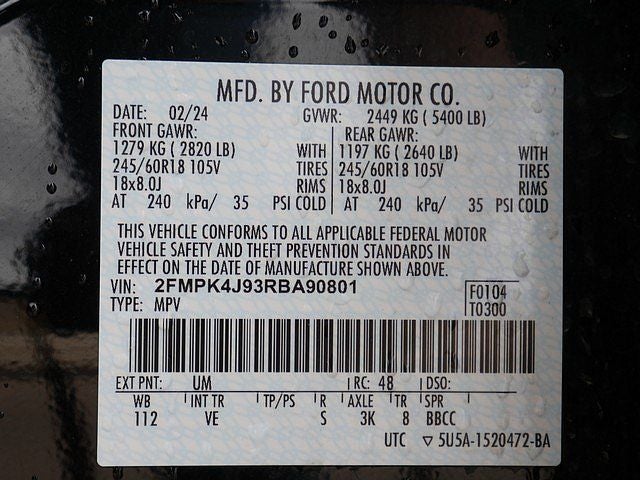 MFD. BY FORD MOTOR CO.
DATE: 02/24 GVWR: 2449 KG ( 5400 LB)
FRONT GAWR: REAR GAWR:
1279 KG ( 2820 LB) WITH 1197 KG ( 2640 LB) WITH
245/60R18 105V TIRES 245/60R18 105V TIRES
18x8.0J RIMS 18x8.0J RIMS
AT 240 kPa/ 35 PSI COLD AT 240 kPa/ 35 PSI COLD
THIS VEHICLE CONFORMS TO ALL APPLICABLE FEDERAL MOTOR
VEHICLE SAFETY AND THEFT PREVENTION STANDARDS IN
EFFECT ON THE DATE OF MANUFACTURE SHOWN ABOVE.
VIN: 2FMPK4J93RBA90801 F0104
TYPE: MPV T0300
EXT PNT: UM RC: 48 DSO:
WB INT TR TP/PS R AXLE TR SPR
112 VE S 3K 8 BBCC
UTC ▽ 5U5A-1520472-BA